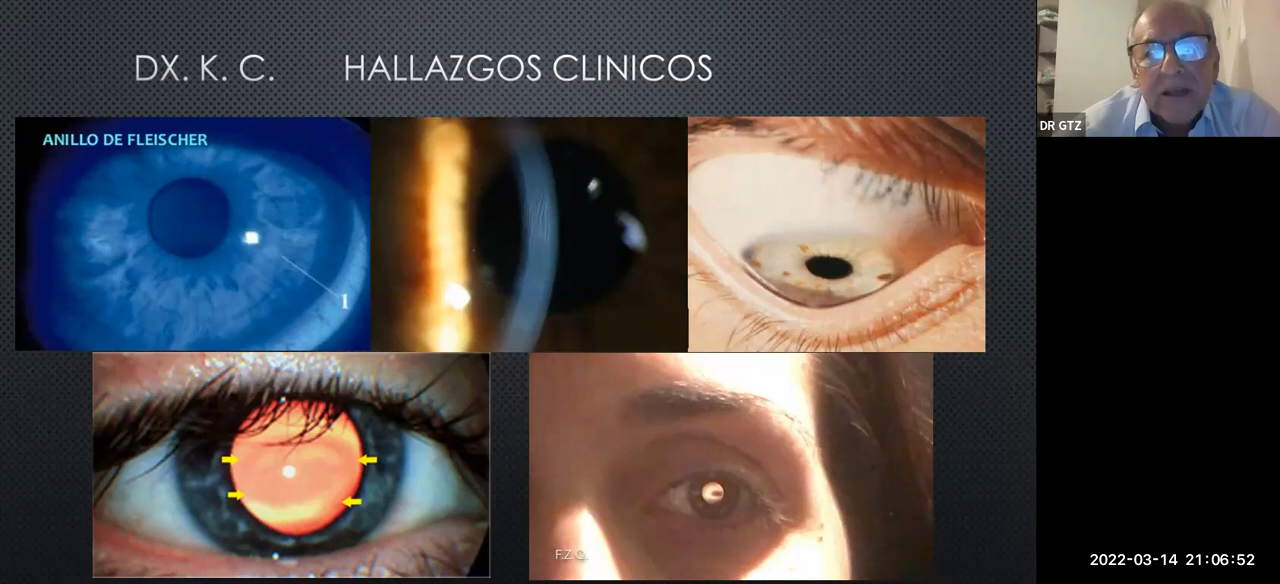 DX. K. C. HALLAZGOS CLINICOS
ANILLO DE FLEISCHER
1
F.Z.Q.
DR GTZ
2022-03-14 21:06:52